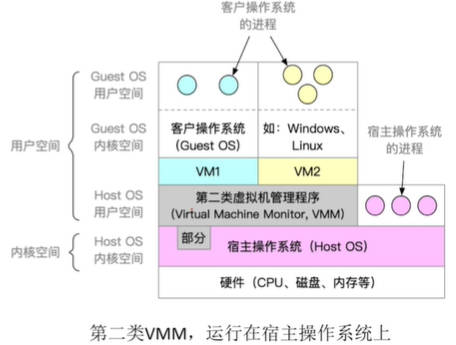 客户操作系统
的进程
Guest OS
用户空间
Guest OS
内核空间
客户操作系统
(Guest OS)
如：Windows、
Linux
宿主操作系统
的进程
用户空间
VM1
VM2
Host OS
用户空间
第二类虚拟机管理程序
(Virtual Machine Monitor, VMM)
部分
内核空间
Host OS
内核空间
宿主操作系统（Host OS）
硬件（CPU、磁盘、内存等）
第二类VMM，运行在宿主操作系统上